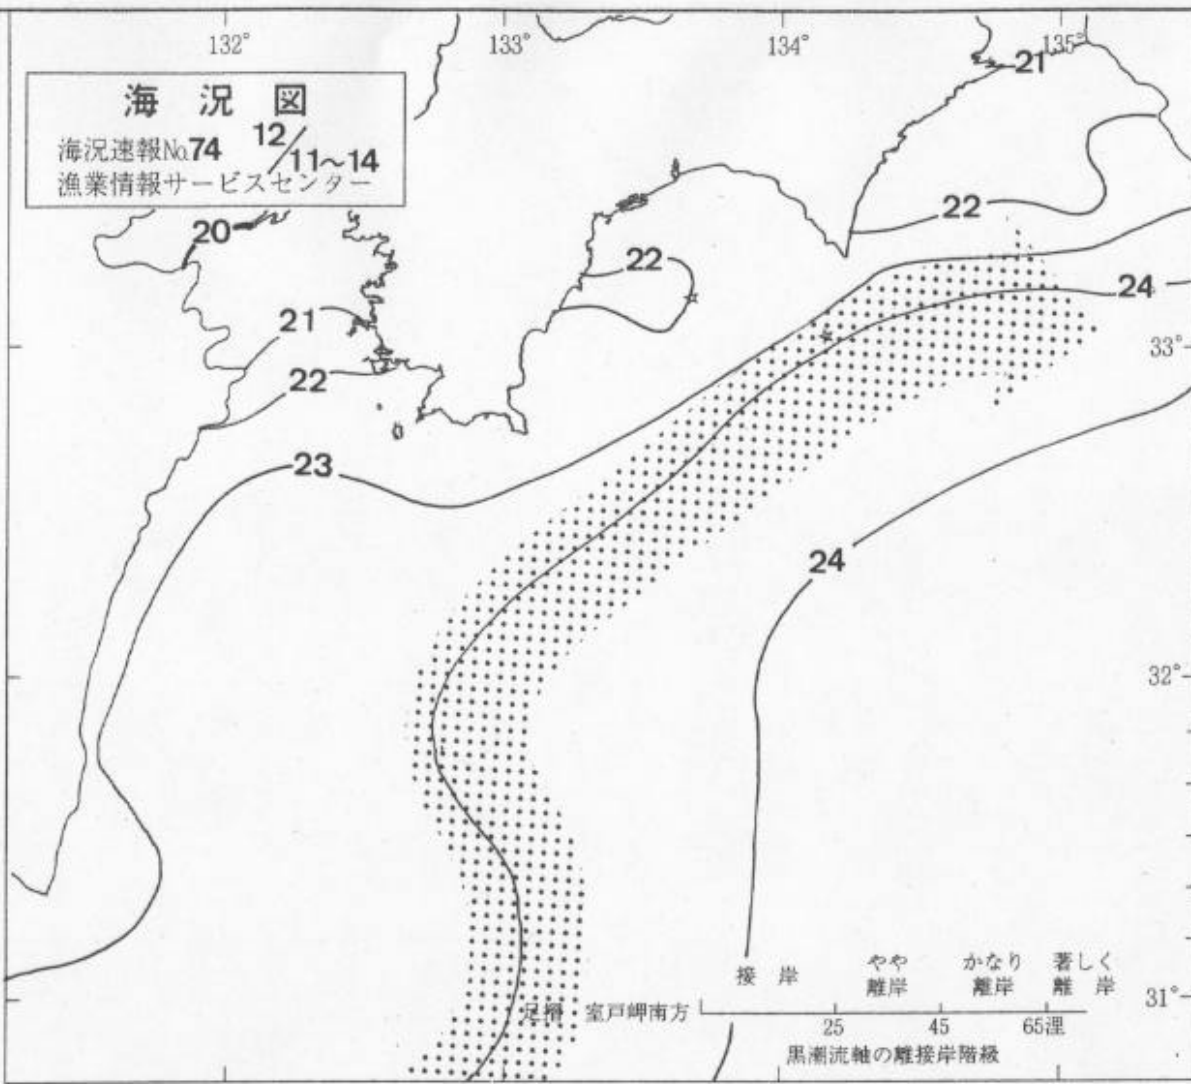 132° 133° 134° 135°
海況図
海況速報№74 12/11~14
漁業情報サービスセンター
21
20
22
22
24
21
33°
22
23
24
32°
接岸 やや離岸 かなり離岸 著しく離岸
31°
足摺 室戸岬南方
25 45 65浬
黒潮流軸の離接岸階級